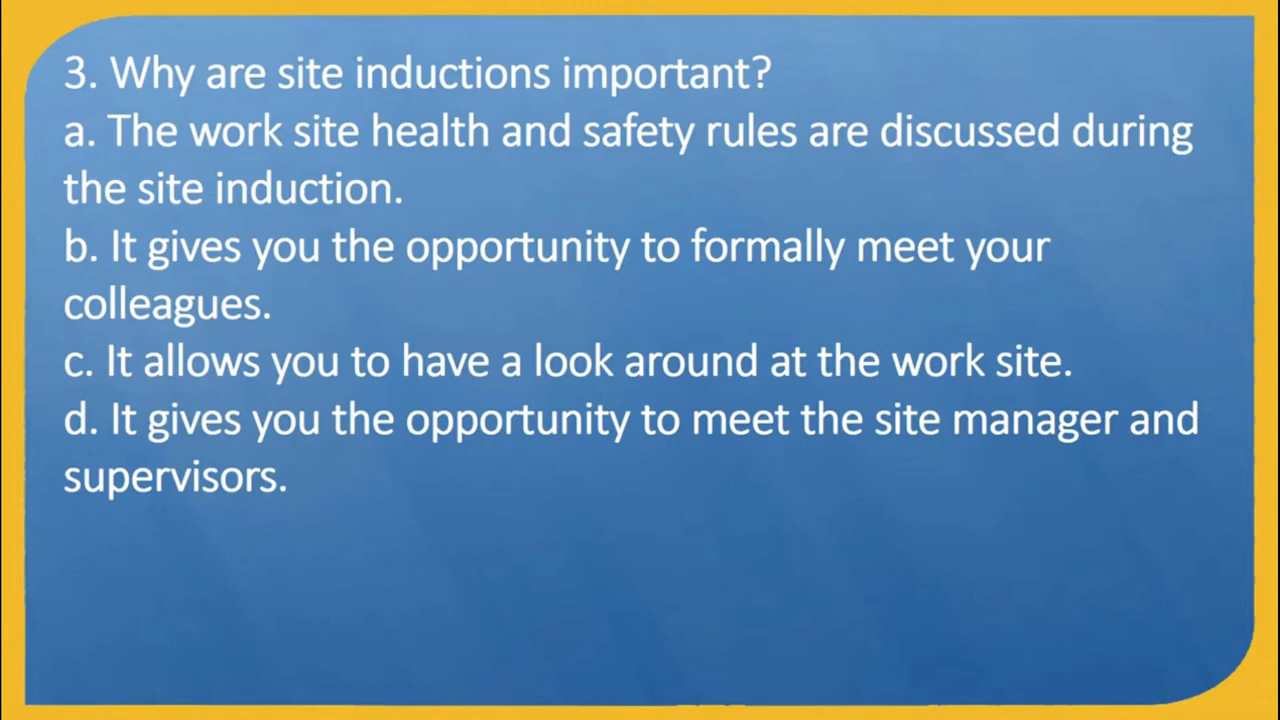 3. Why are site inductions important?
a. The work site health and safety rules are discussed during
the site induction.
b. It gives you the opportunity to formally meet your
colleagues.
c. It allows you to have a look around at the work site.
d. It gives you the opportunity to meet the site manager and
supervisors.